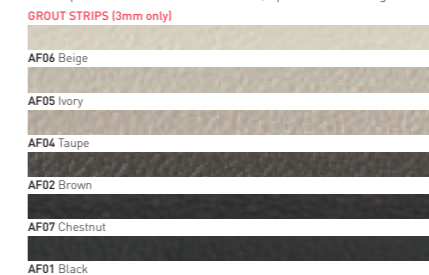 GROUT STRIPS (3mm only)
AF06 Beige
AF05 Ivory
AF04 Taupe
AF02 Brown
AF07 Chestnut
AF01 Black